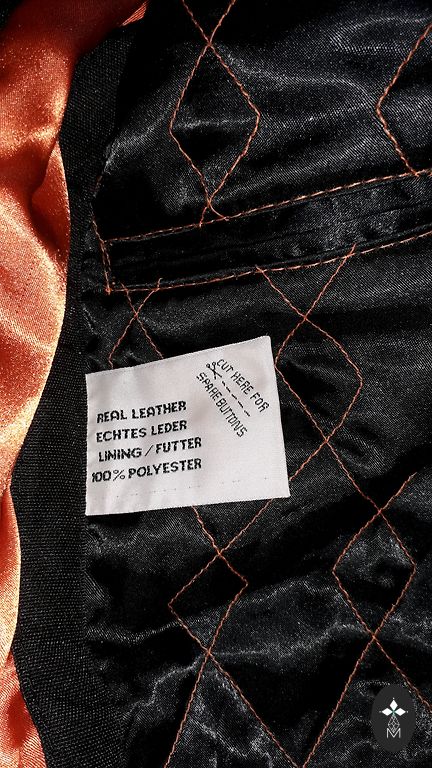 CUT HERE FOR
SPARE BUTTONS
REAL LEATHER
ECHTES LEDER
LINING / FUTTER
100% POLYESTER
M